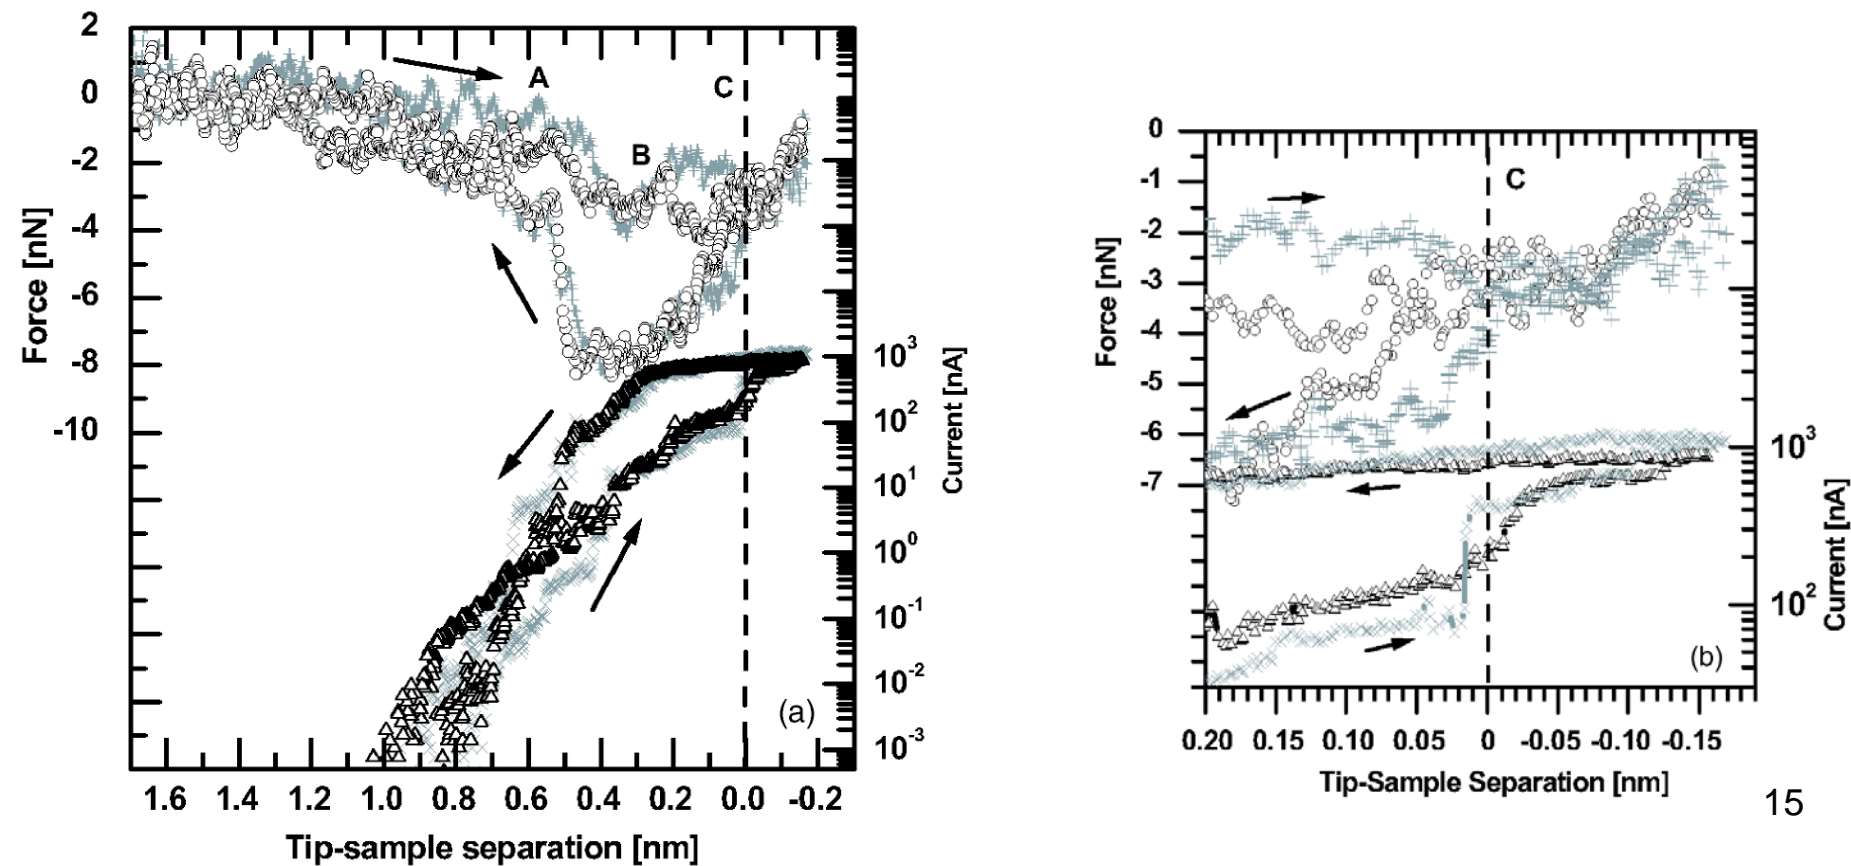 2
0
-2
-4
-6
-8
-10
Force [nN]
A
B
C
10³
10²
10¹
10⁰
10⁻¹
10⁻²
10⁻³
Current [nA]
(a)
1.6 1.4 1.2 1.0 0.8 0.6 0.4 0.2 0.0 -0.2
Tip-sample separation [nm]
0
-1
-2
-3
-4
-5
-6
-7
Force [nN]
C
10³
10²
Current [nA]
(b)
0.20 0.15 0.10 0.05 0 -0.05 -0.10 -0.15
Tip-Sample Separation [nm]
15